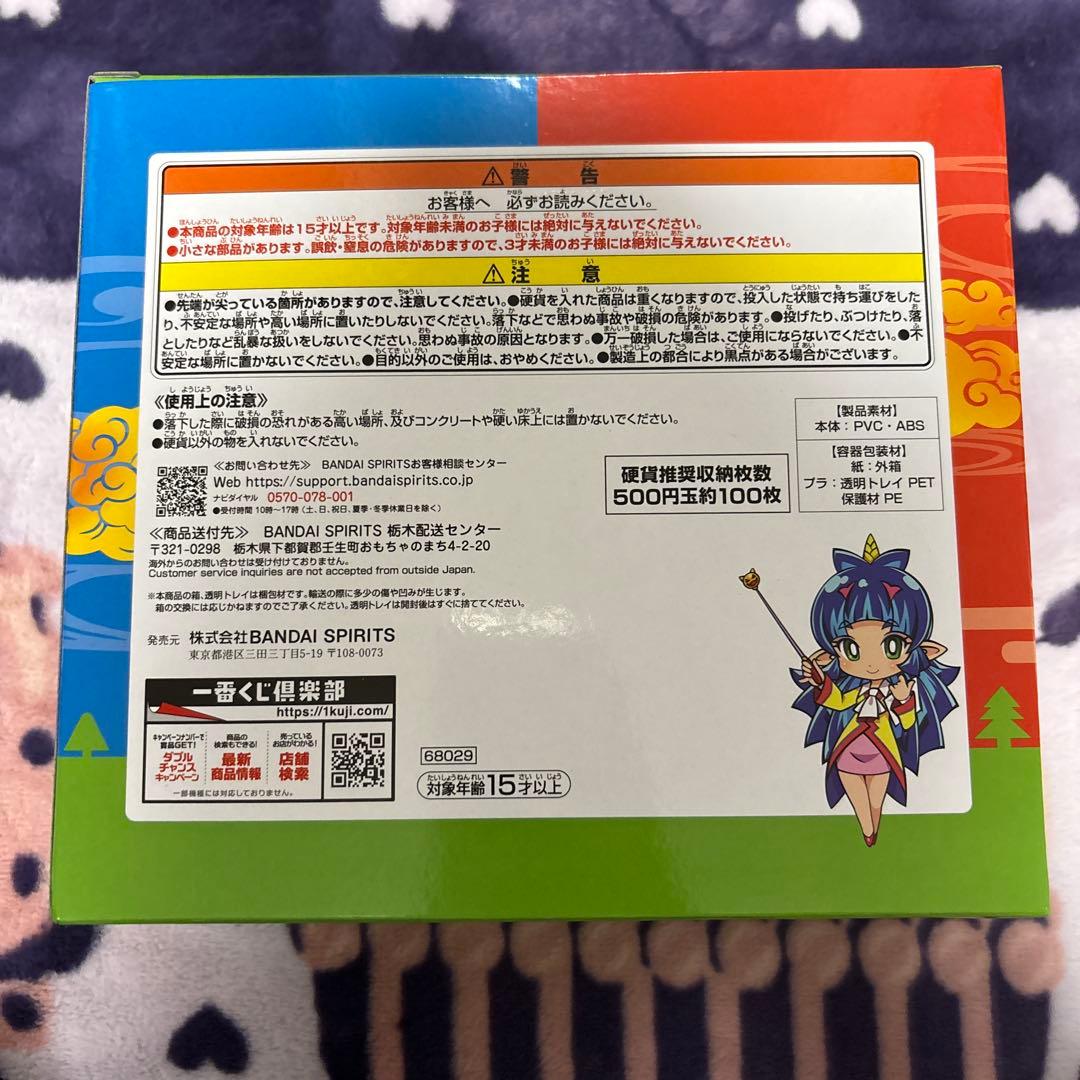 ⚠警告
お客様へ 必ずお読みください。
●本商品の対象年齢は15才以上です。対象年齢未満のお子様には絶対に与えないでください。
●小さな部品があります。誤飲・窒息の危険がありますので、3才未満のお子様には絶対に与えないでください。
⚠注意
●先端が尖っている箇所がありますので、注意してください。●硬貨を入れた商品は重くなりますので、投入した状態で持ち運びをした
り、不安定な場所や高い場所に置いたりしないでください。落下などで思わぬ事故や破損の危険があります。●投げたり、ぶつけたり、落
としたりなど乱暴な扱いをしないでください。思わぬ事故の原因となります。●万一破損した場合は、ご使用にならないでください。●不
安定な場所に置かないでください。●目的以外のご使用は、おやめください。●製造上の都合により黒点がある場合がございます。
《使用上の注意》
●落下した際に破損の恐れがある高い場所、及びコンクリートや硬い床上には置かないでください。
●硬貨以外の物を入れないでください。
【製品素材】
本体：PVC・ABS
【容器包装材】
紙：外箱
プラ：透明トレイ PET
保護材 PE
≪お問い合わせ先≫ BANDAI SPIRITSお客様相談センター
Web https://support.bandaispirits.co.jp
ナビダイヤル 0570-078-001
●受付時間 10時～17時（土、日、祝日、夏季・冬季休業日を除く）
硬貨推奨収納枚数
500円玉約100枚
≪商品送付先≫ BANDAI SPIRITS 栃木配送センター
〒321-0298 栃木県下都賀郡壬生町おもちゃのまち4-2-20
海外からのお問い合わせは受け付けておりません。
Customer service inquiries are not accepted from outside Japan.
※本商品の箱、透明トレイは梱包材です。輸送の際に多少の傷や凹みが生じます。
箱の交換には応じかねますのでご了承ください。透明トレイは開封後はすぐに捨ててください。
発売元 株式会社BANDAI SPIRITS
東京都港区三田三丁目5-19 〒108-0073
一番くじ倶楽部
https://1kuji.com/
キャンペーンナンバーで
賞品GET!
ダブル
チャンス
キャンペーン
商品の
検索もできる!
最新
商品情報
売っている
お店がわかる!
店舗
検索
一部機種には対応しておりません。
68029
対象年齢15才以上